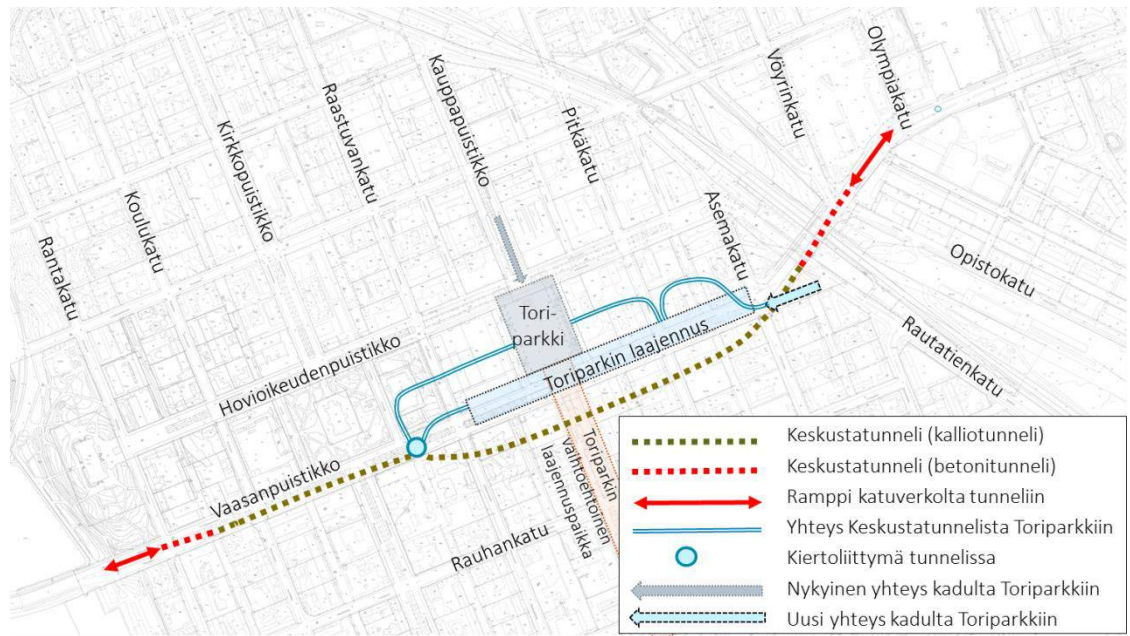 Rantakatu
Koulukatu
Kirkkopuistikko
Raastuvankatu
Kauppapuistikko
Pitkäkatu
Vöyrinkatu
Olympiakatu
Asemakatu
Opistokatu
Rautatienkatu
Hovioikeudenpuistikko
Vaasanpuistikko
Rauhankatu
Tori-
parkki
Toriparkin laajennus
Toriparkin
vaihtoehtoinen
laajennuspaikka
Keskustatunneli (kalliotunneli)
Keskustatunneli (betonitunneli)
Ramppi katuverkolta tunneliin
Yhteys Keskustatunnelista Toriparkkiin
Kiertoliittymä tunnelissa
Nykyinen yhteys kadulta Toriparkkiin
Uusi yhteys kadulta Toriparkkiin